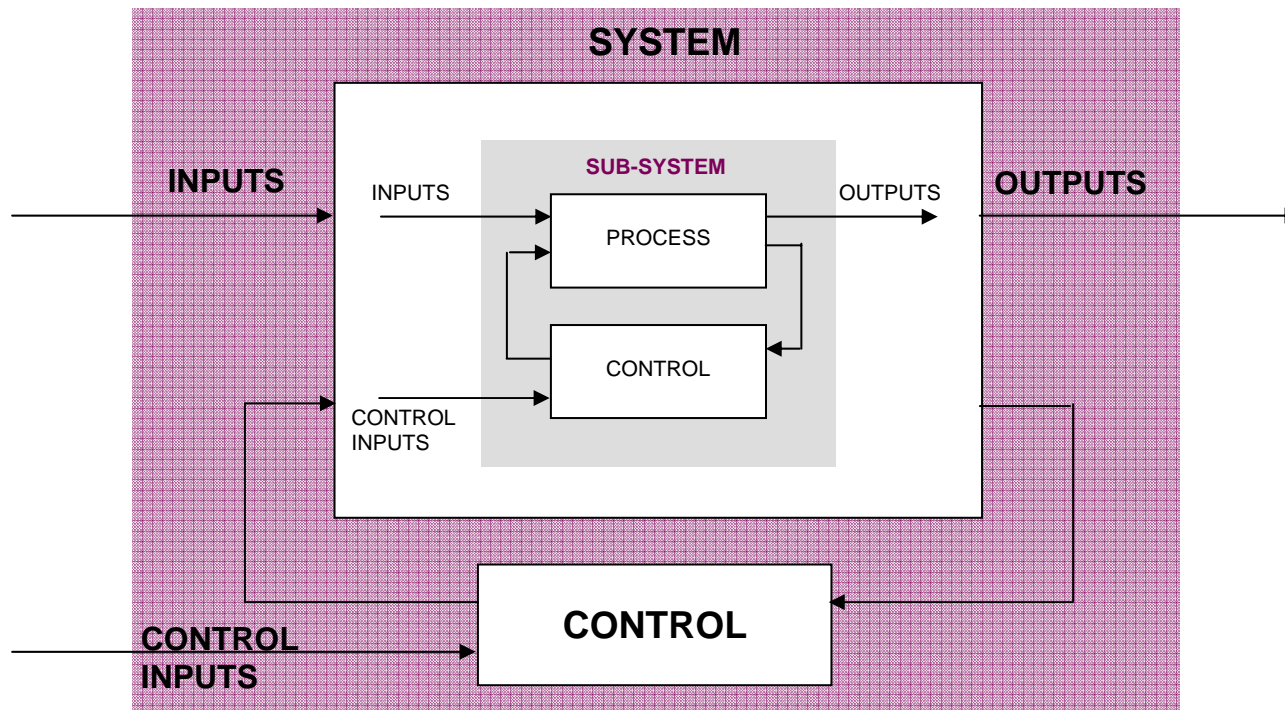 SYSTEM
SUB-SYSTEM
INPUTS
INPUTS
OUTPUTS
OUTPUTS
PROCESS
CONTROL
CONTROL
INPUTS
CONTROL
CONTROL
INPUTS